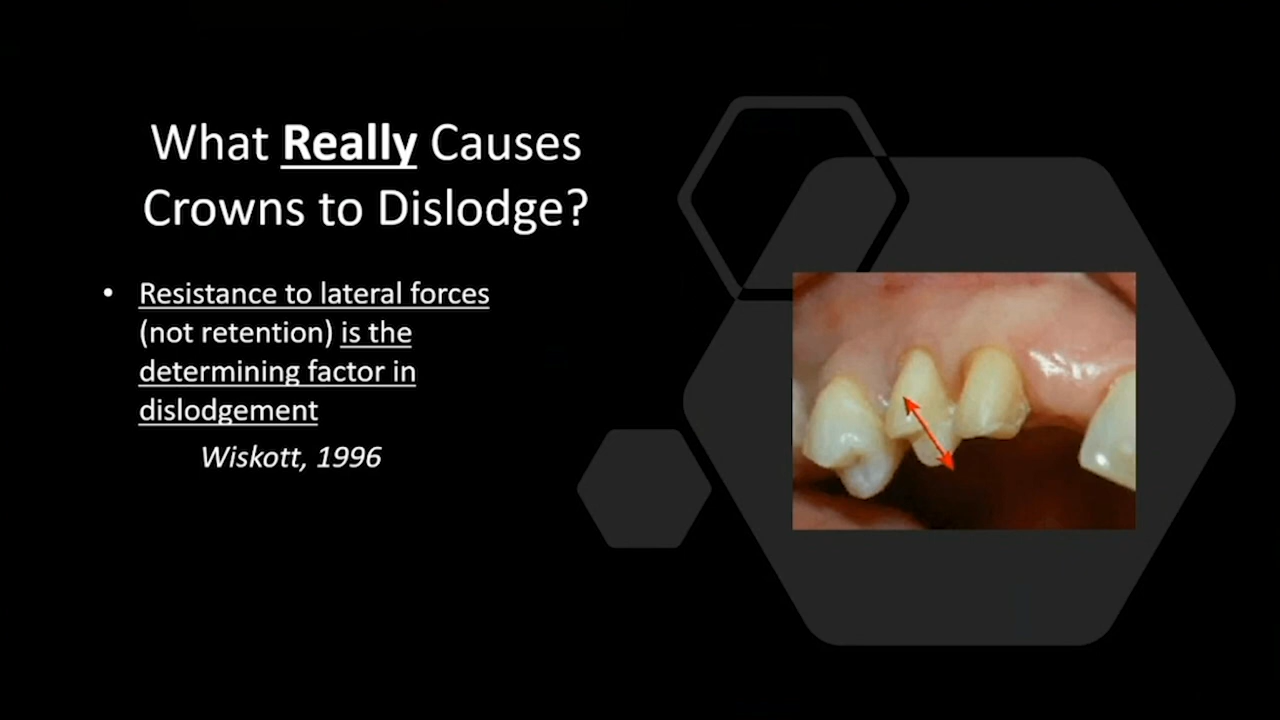 What Really Causes
Crowns to Dislodge?
• Resistance to lateral forces
(not retention) is the
determining factor in
dislodgement
Wiskott, 1996